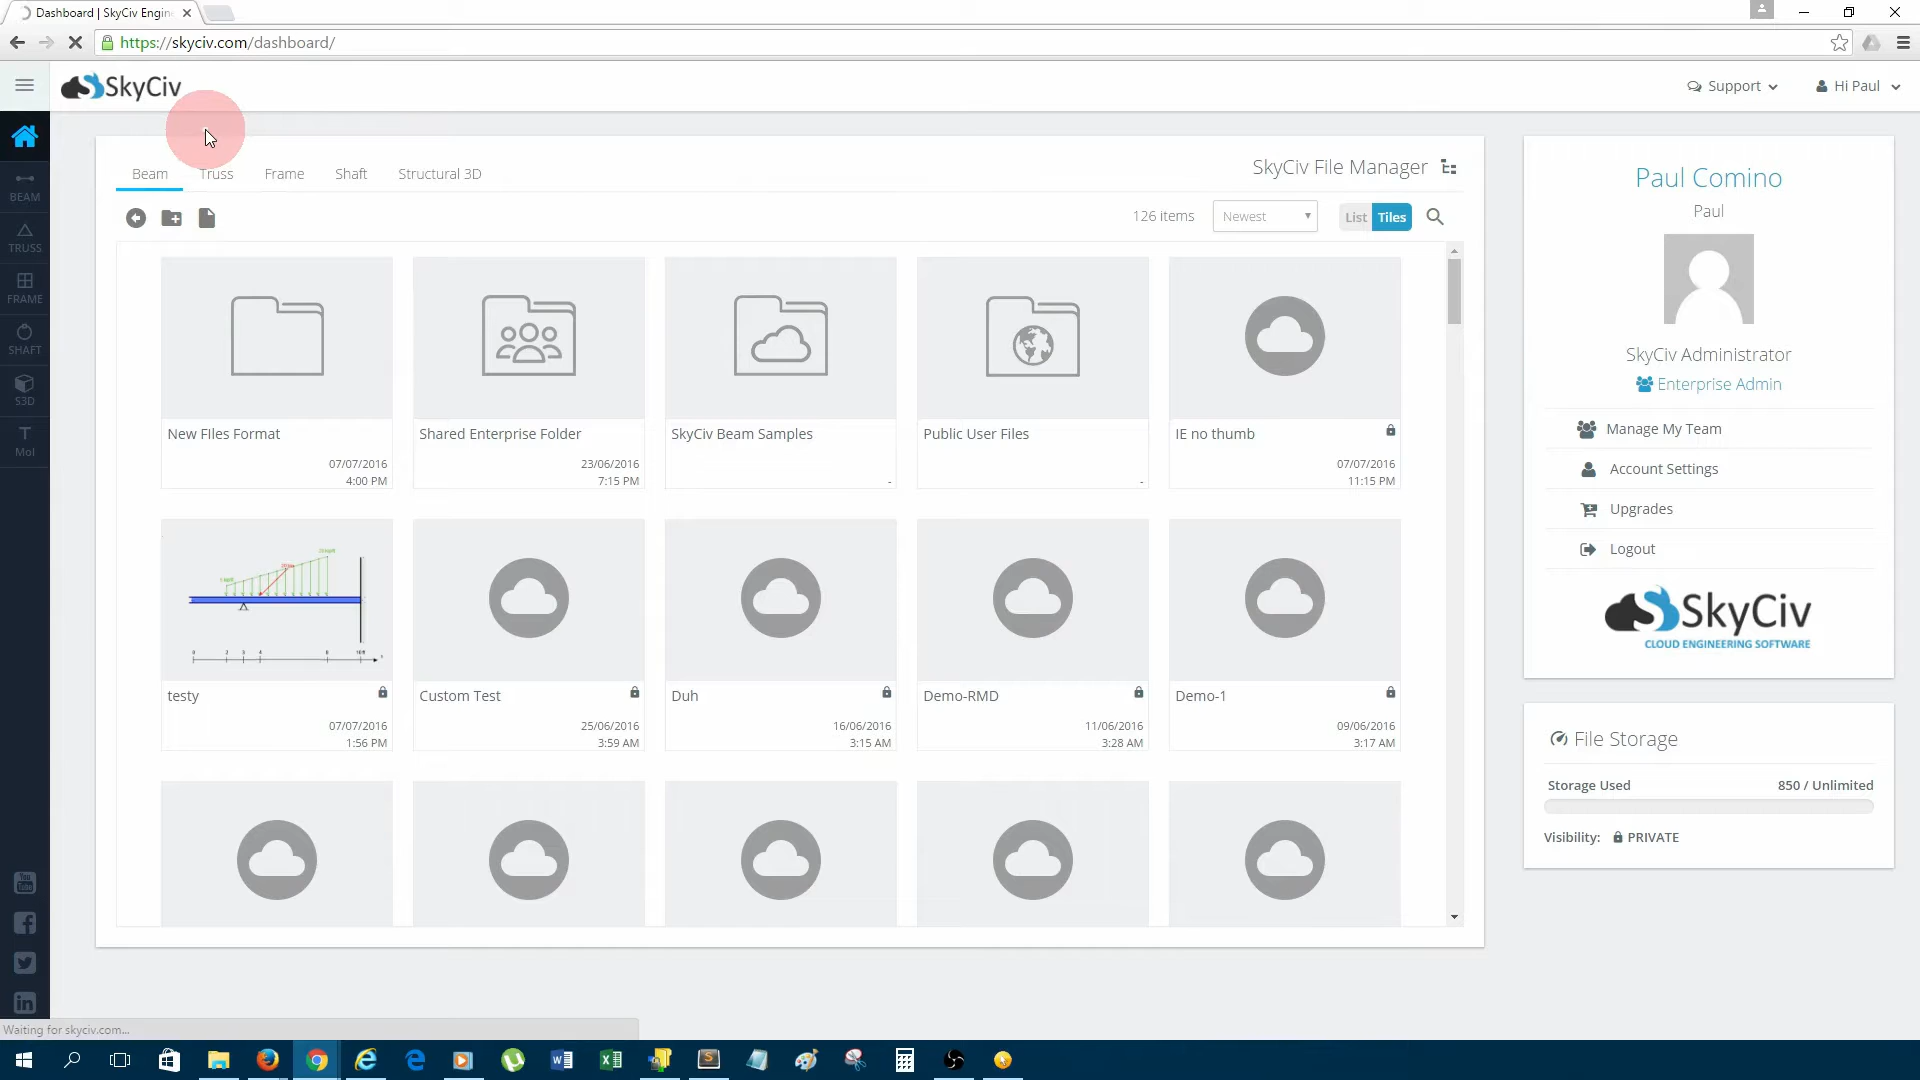 Dashboard | SkyCiv Engin
https://skyciv.com/dashboard/
SkyCiv
Support
Hi Paul
BEAM
TRUSS
FRAME
SHAFT
S3D
MoI
Beam
Truss
Frame
Shaft
Structural 3D
SkyCiv File Manager
126 items
Newest
List
Tiles
New FIles Format
07/07/2016
4:00 PM
Shared Enterprise Folder
23/06/2016
7:15 PM
SkyCiv Beam Samples
-
Public User Files
-
IE no thumb
07/07/2016
11:15 PM
testy
07/07/2016
1:56 PM
Custom Test
25/06/2016
3:59 AM
Duh
16/06/2016
3:15 AM
Demo-RMD
11/06/2016
3:28 AM
Demo-1
09/06/2016
3:17 AM
Paul Comino
Paul
SkyCiv Administrator
Enterprise Admin
Manage My Team
Account Settings
Upgrades
Logout
SkyCiv
CLOUD ENGINEERING SOFTWARE
File Storage
Storage Used 850 / Unlimited
Visibility: PRIVATE
Waiting for skyciv.com...